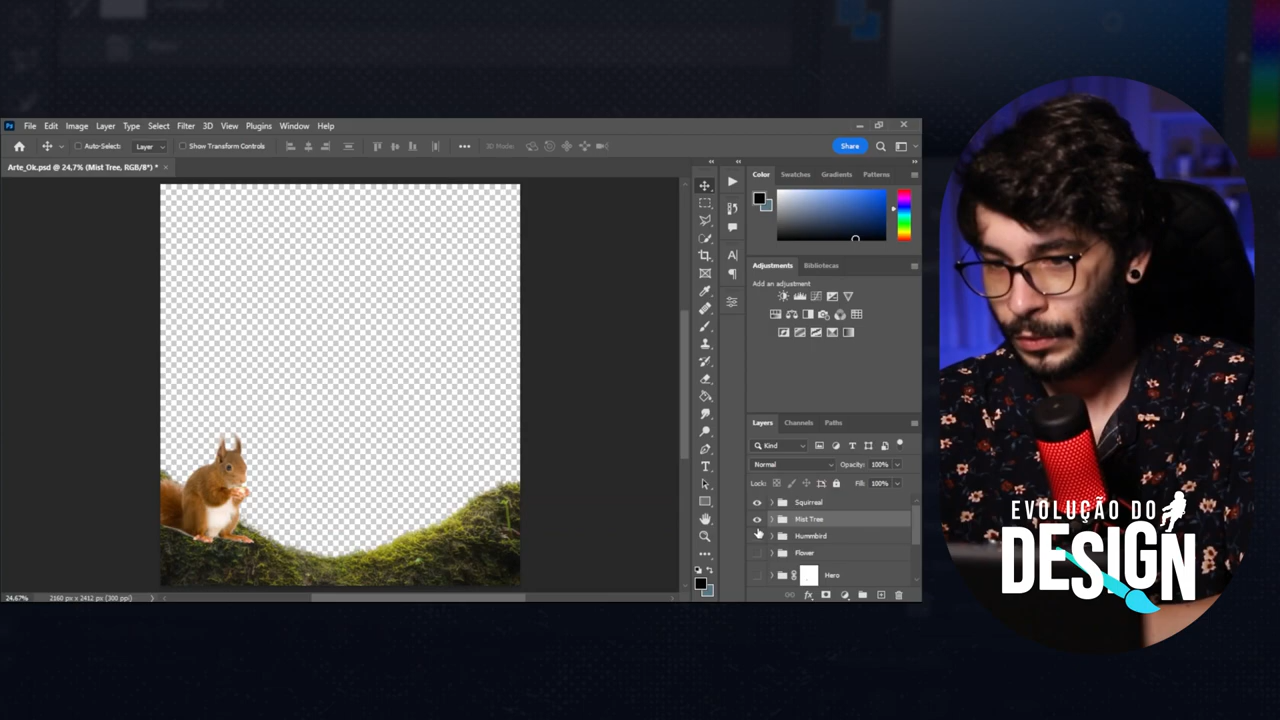 Ps
File Edit Image Layer Type Select Filter 3D View Plugins Window Help
Auto-Select: Layer Show Transform Controls 3D Mode: Share
Arte_Ok.psd @ 24,7% (Mist Tree, RGB/8*) *
Color Swatches Gradients Patterns
Adjustments Bibliotecas
Add an adjustment
Layers Channels Paths
Kind
Normal Opacity: 100%
Lock: Fill: 100%
Squirreal
Mist Tree
Hummbird
Flower
Hero
24,67% 2160 px x 2412 px (300 ppi)
EVOLUÇÃO DO
DESIGN